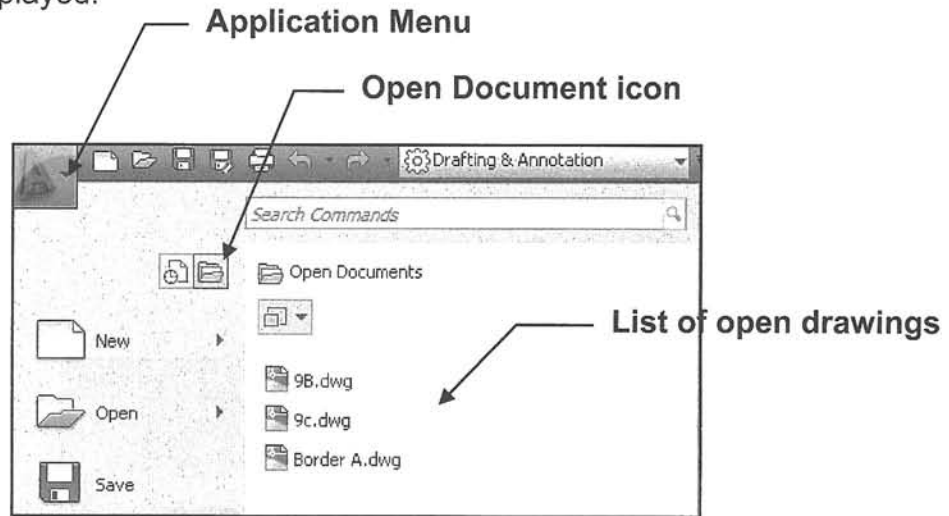 played.
Application Menu
Open Document icon
Drafting & Annotation
Search Commands
Open Documents
List of open drawings
New
9B.dwg
Open
9c.dwg
Border A.dwg
Save